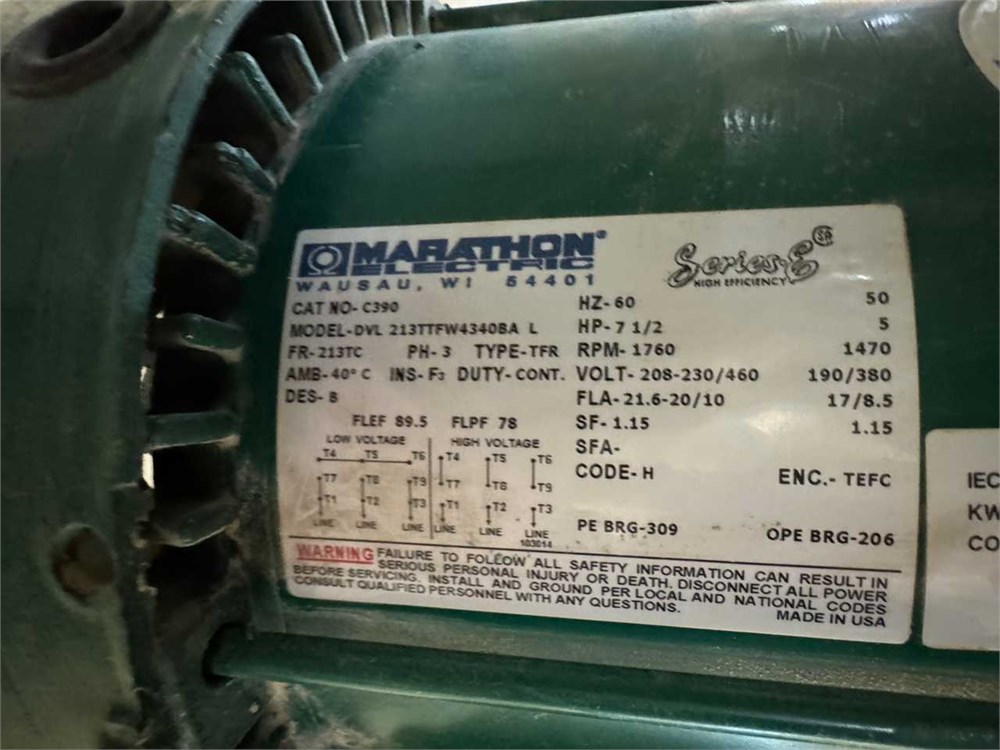 MARATHON®
ELECTRIC
WAUSAU, WI 54401
Series-E SA
HIGH EFFICIENCY
CAT NO- C390
HZ- 60 50
MODEL- DVL 213TTFW4340BA L
HP- 7 1/2 5
FR- 213TC PH- 3 TYPE- TFR
RPM- 1760 1470
AMB- 40° C INS- F3 DUTY- CONT.
VOLT- 208-230/460 190/380
DES- B
FLA- 21.6-20/10 17/8.5
FLEF 89.5 FLPF 78
SF- 1.15 1.15
SFA-
CODE- H ENC.- TEFC
PE BRG-309 OPE BRG-206
LOW VOLTAGE HIGH VOLTAGE
T4 T5 T6 T4 T5 T6
T7 T8 T9 T7 T8 T9
T1 T2 T3 T1 T2 T3
LINE LINE LINE LINE LINE LINE
103014
WARNING FAILURE TO FOLLOW ALL SAFETY INFORMATION CAN RESULT IN
SERIOUS PERSONAL INJURY OR DEATH. DISCONNECT ALL POWER
BEFORE SERVICING. INSTALL AND GROUND PER LOCAL AND NATIONAL CODES
CONSULT QUALIFIED PERSONNEL WITH ANY QUESTIONS.
MADE IN USA
IEC
KW
CO